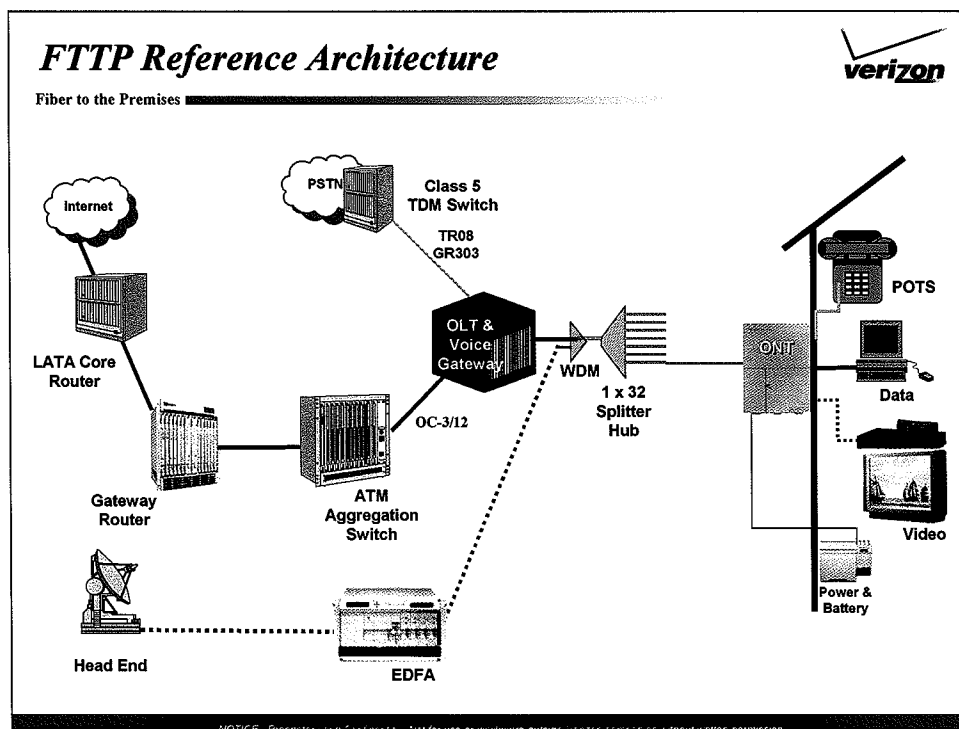 FTTP Reference Architecture
verizon
Fiber to the Premises
Internet
PSTN
Class 5
TDM Switch
TR08
GR303
POTS
LATA Core
Router
OLT &
Voice
Gateway
WDM
1 x 32
Splitter
Hub
ONT
Data
OC-3/12
Gateway
Router
ATM
Aggregation
Switch
Video
Power &
Battery
Head End
EDFA
NOTICE